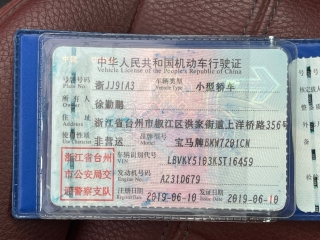 中华人民共和国机动车行驶证
Vehicle License of the People's Republic of China
号牌号码 浙JJ91A3 车辆类型 小型轿车
Plate No. Vehicle Type
所有人 徐勤鹏
Owner
住址 浙江省台州市椒江区洪家街道上洋桥路356号
Address
使用性质 非营运 品牌型号 宝马牌BMW7201CN
Use Character Model
浙江省台州市公安局交通警察支队
车辆识别代号 LBVKY5103KST16459
VIN
发动机号码 A231D679
Engine No.
注册日期 2019-06-10 发证日期 2019-06-10
Register Date Issue Date